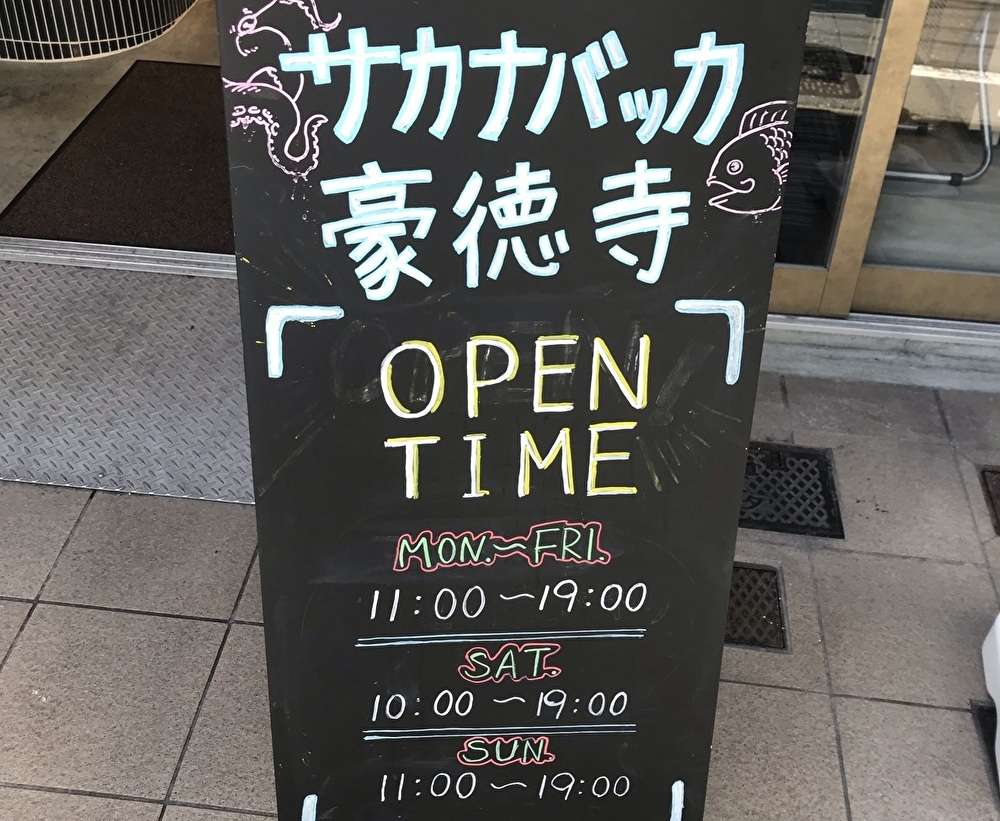 サカナバッカ
豪徳寺
OPEN
TIME
MON.～FRI.
11:00～19:00
SAT.
10:00～19:00
SUN.
11:00～19:00